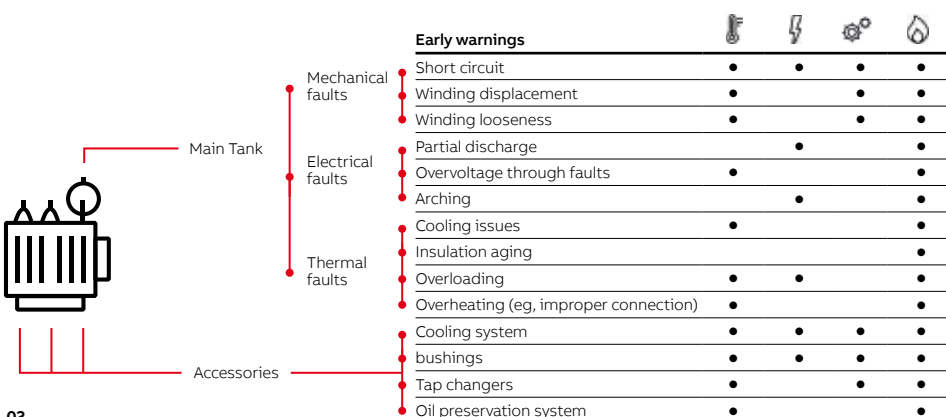 Early warnings
Short circuit
Mechanical
faults
Winding displacement
Winding looseness
Main Tank
Partial discharge
Electrical
faults
Overvoltage through faults
Arching
Cooling issues
Insulation aging
Thermal
faults
Overloading
Overheating (eg, improper connection)
Cooling system
bushings
Accessories
Tap changers
Oil preservation system
03